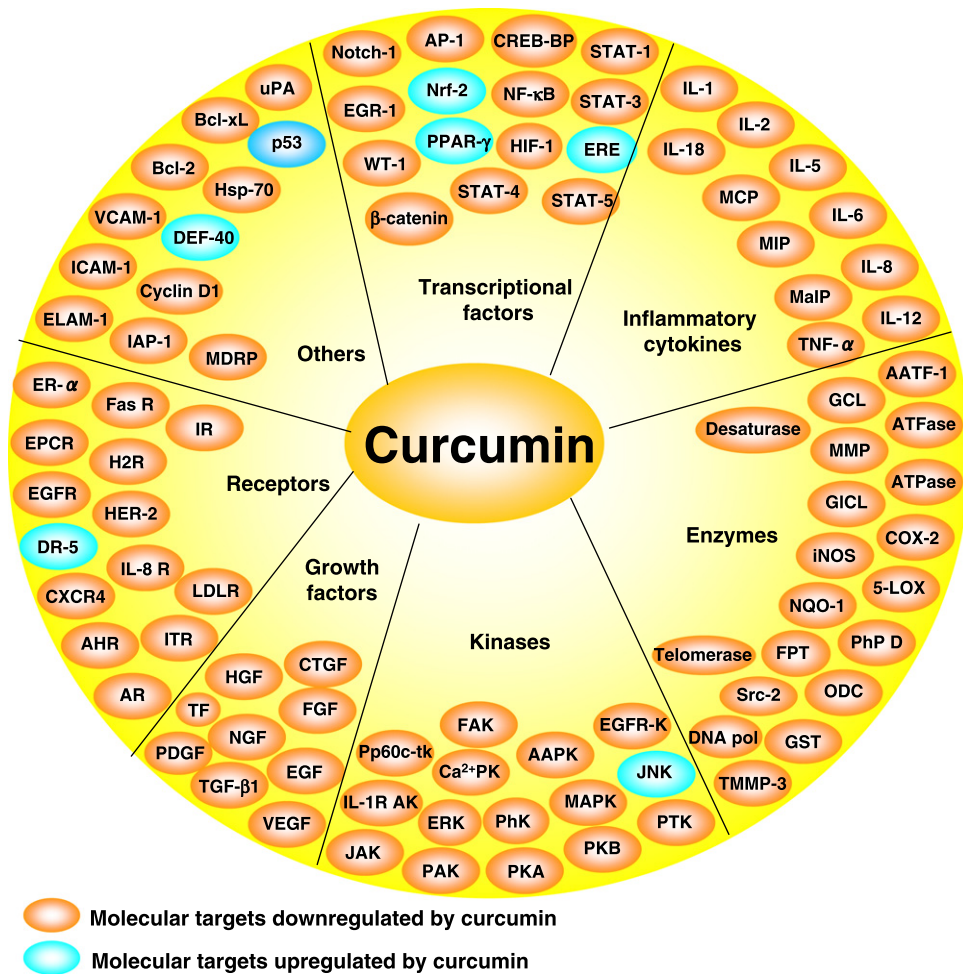 Curcumin
Transcriptional
factors
Notch-1
AP-1
CREB-BP
STAT-1
EGR-1
Nrf-2
NF-κB
STAT-3
WT-1
PPAR-γ
HIF-1
ERE
β-catenin
STAT-4
STAT-5
Inflammatory
cytokines
IL-1
IL-2
IL-18
IL-5
MCP
IL-6
MIP
IL-8
MalP
IL-12
TNF-α
Enzymes
AATF-1
GCL
ATFase
Desaturase
MMP
ATPase
GICL
COX-2
iNOS
5-LOX
NQO-1
PhP D
FPT
Telomerase
ODC
Src-2
GST
DNA pol
TMMP-3
Kinases
EGFR-K
FAK
AAPK
Pp60c-tk
Ca²⁺PK
JNK
IL-1R AK
MAPK
ERK
PhK
PTK
JAK
PKB
PAK
PKA
Growth
factors
CTGF
HGF
FGF
TF
NGF
PDGF
EGF
TGF-β1
VEGF
Receptors
ER-α
Fas R
IR
EPCR
H2R
EGFR
HER-2
DR-5
IL-8 R
CXCR4
LDLR
AHR
ITR
AR
Others
uPA
Bcl-xL
p53
Bcl-2
Hsp-70
VCAM-1
DEF-40
ICAM-1
Cyclin D1
ELAM-1
IAP-1
MDRP
Molecular targets downregulated by curcumin
Molecular targets upregulated by curcumin